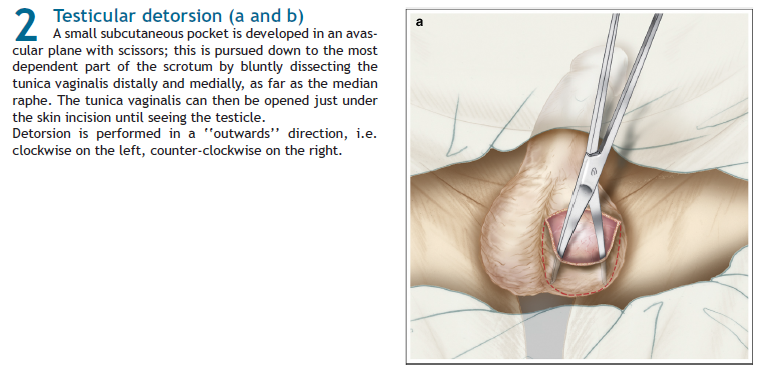 2 Testicular detorsion (a and b)
A small subcutaneous pocket is developed in an avas-
cular plane with scissors; this is pursued down to the most
dependent part of the scrotum by bluntly dissecting the
tunica vaginalis distally and medially, as far as the median
raphe. The tunica vaginalis can then be opened just under
the skin incision until seeing the testicle.
Detorsion is performed in a ‘‘outwards’’ direction, i.e.
clockwise on the left, counter-clockwise on the right.
a